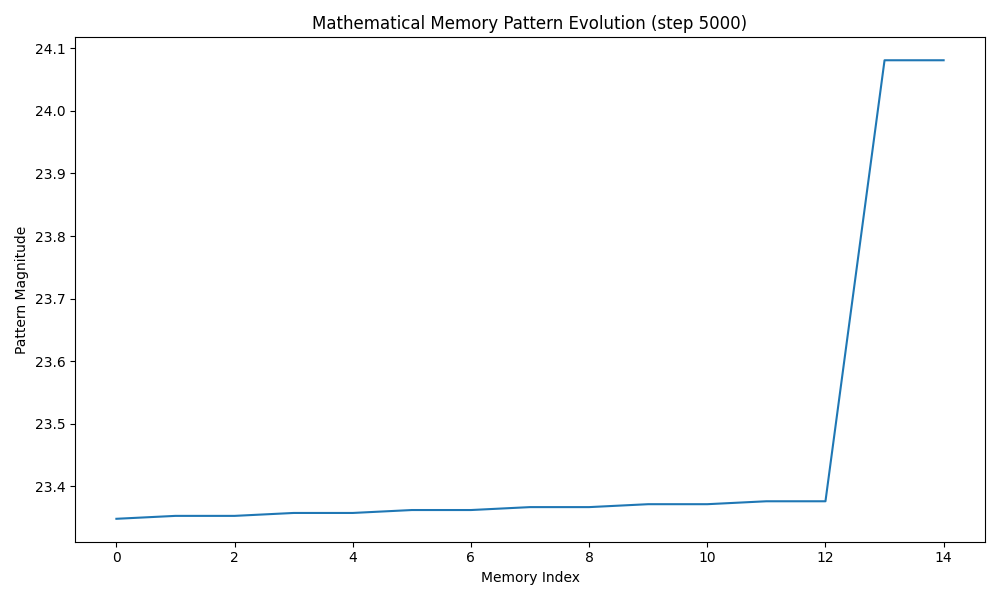 Mathematical Memory Pattern Evolution (step 5000)
24.1
24.0
23.9
23.8
23.7
23.6
23.5
23.4
Pattern Magnitude
0 2 4 6 8 10 12 14
Memory Index